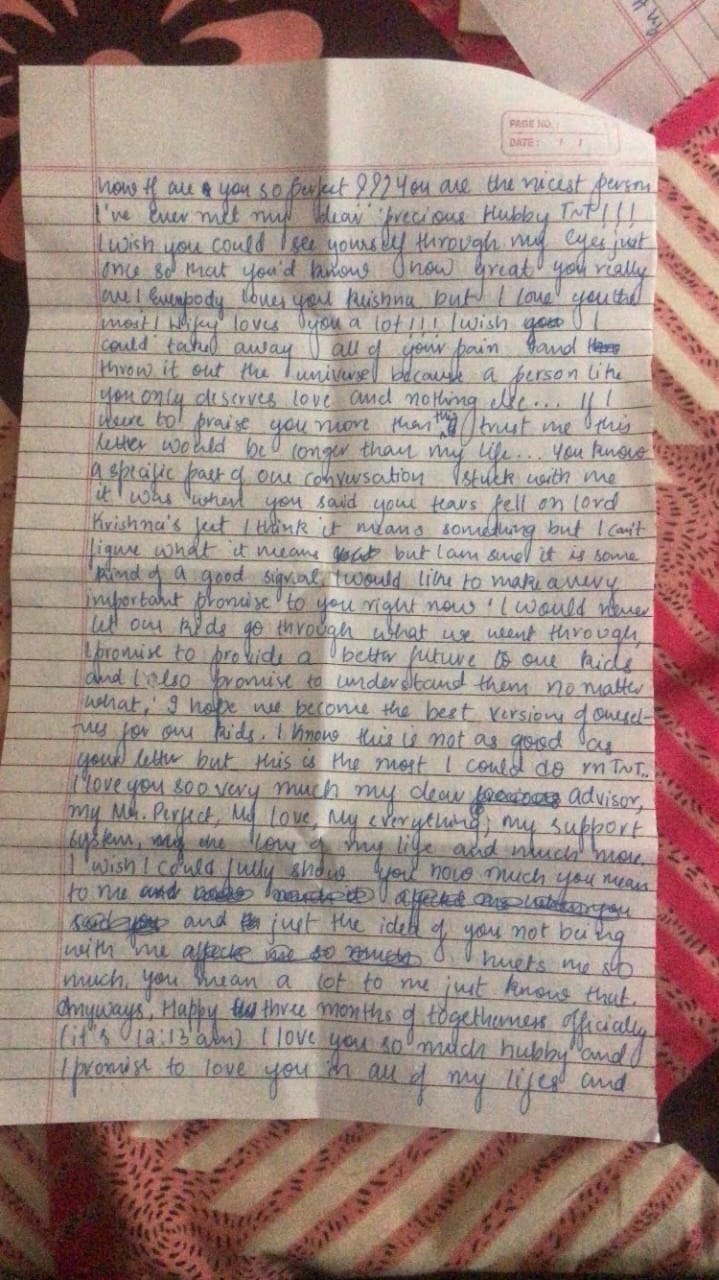 PAGE NO.:
DATE: / /
how tf are you so perfect ??? You are the nicest person
I've ever met my dear precious Hubby TNT!!!
I wish you could see yourself through my eyes just
once so that you'd know how great you really
are! Everybody loves you Krishna but I love you the
most! loves you a lot!!! I wish I
could take away all of your pain and
throw it out the universe because a person like
you only deserves love and nothing else... If I
were to praise you more than this trust me this
letter would be longer than my life... You know
a specific part of our conversation stuck with me
it was when you said your tears fell on lord
Krishna's feet I think it means something but I can't
figure what it means but I am sure it is some
kind of a good signal, I would like to make a very
important promise to you right now 'I would never
let our kids go through what we went through,
I promise to provide a better future to our kids
and I also promise to understand them no matter
what,' I hope we become the best versions of oursel-
ves for our kids. I know this is not as good as
your letter but this is the most I could do m TNT..
I love you soo very much my dear advisor,
my Mr. Perfect, My love, My everything, my support
system, the love of my life and much more
I wish I could fully show you how much you mean
to me
and just the idea of you not being
with me hurts me so
much, you mean a lot to me just know that.
Anyways, Happy three months of togetherness officially
(it's 12:13 a.m) I love you so much hubby and
I promise to love you in all of my lifes and